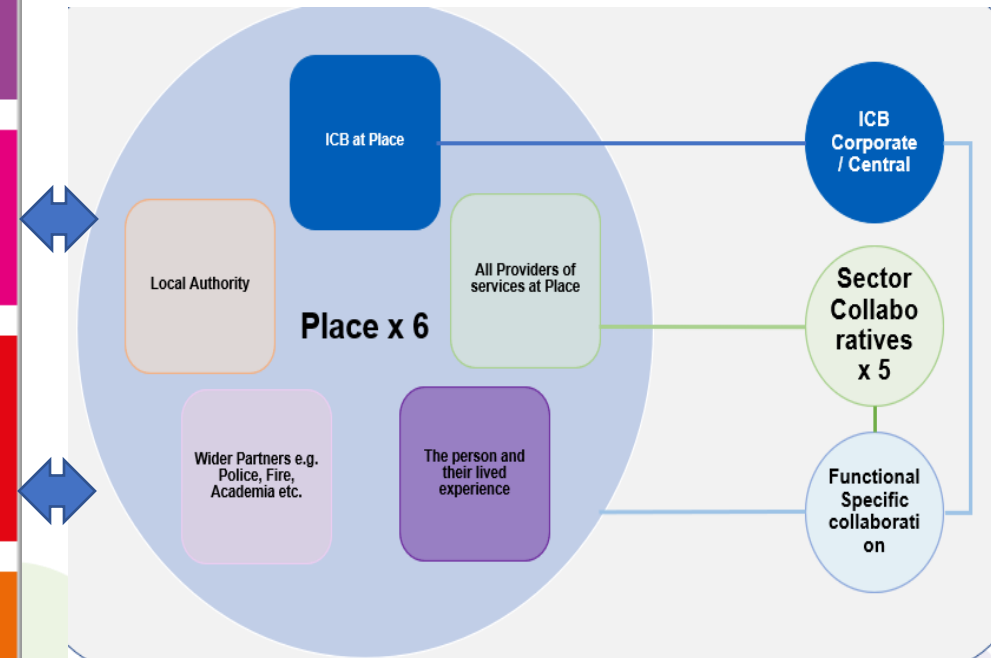 ICB at Place
ICB
Corporate
/ Central
Local Authority
All Providers of
services at Place
Place x 6
Sector
Collabo
ratives
x 5
Wider Partners e.g.
Police, Fire,
Academia etc.
The person and
their lived
experience
Functional
Specific
collaborati
on